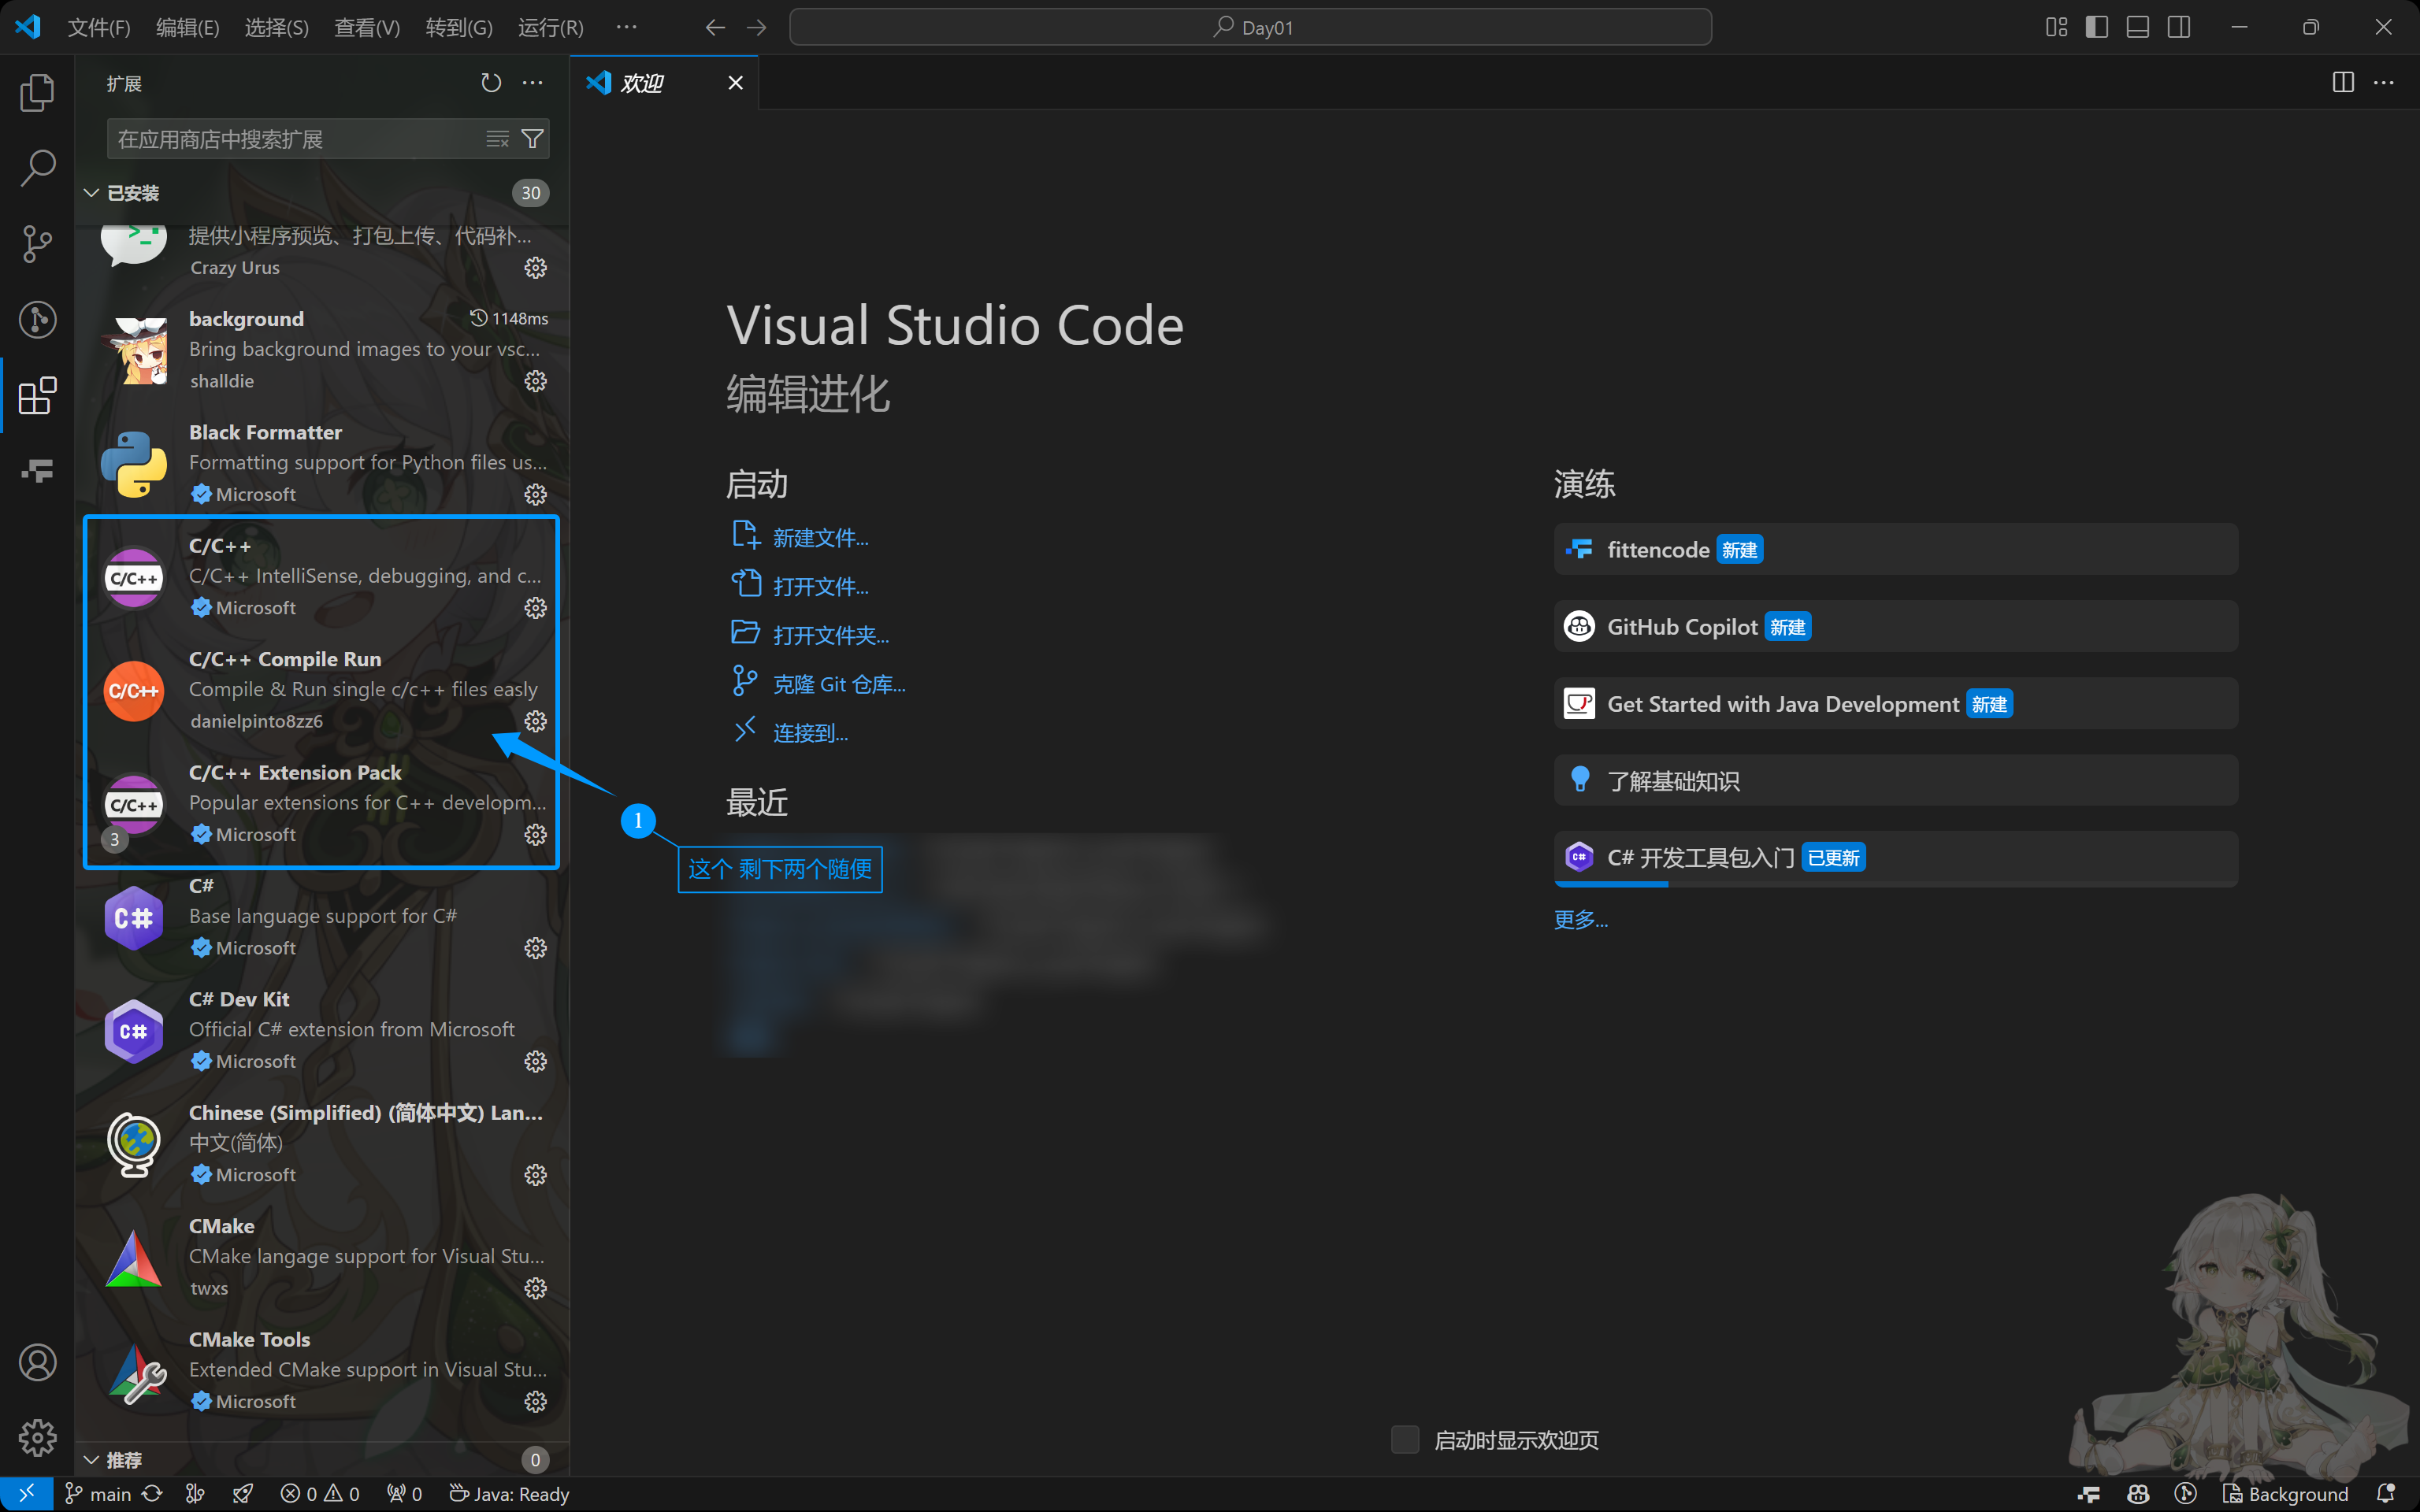 文件(F) 编辑(E) 选择(S) 查看(V) 转到(G) 运行(R) ···
Day01
扩展
在应用商店中搜索扩展
已安装 30
提供小程序预览、打包上传、代码补...
Crazy Urus
background 1148ms
Bring background images to your vsc...
shalldie
Black Formatter
Formatting support for Python files us...
Microsoft
C/C++
C/C++
C/C++ IntelliSense, debugging, and c...
Microsoft
C/C++
C/C++ Compile Run
Compile & Run single c/c++ files easly
danielpinto8zz6
C/C++
C/C++ Extension Pack
Popular extensions for C++ developm...
3
Microsoft
C#
C#
Base language support for C#
Microsoft
C#
C# Dev Kit
Official C# extension from Microsoft
Microsoft
Chinese (Simplified) (简体中文) Lan...
中文(简体)
Microsoft
CMake
CMake langage support for Visual Stu...
twxs
CMake Tools
Extended CMake support in Visual Stu...
Microsoft
推荐 0
欢迎
Visual Studio Code
编辑进化
启动
新建文件...
打开文件...
打开文件夹...
克隆 Git 仓库...
连接到...
最近
1
这个 剩下两个随便
演练
fittencode 新建
GitHub Copilot 新建
Get Started with Java Development 新建
了解基础知识
C# C# 开发工具包入门 已更新
更多...
启动时显示欢迎页
main 0 0 0 Java: Ready
Background